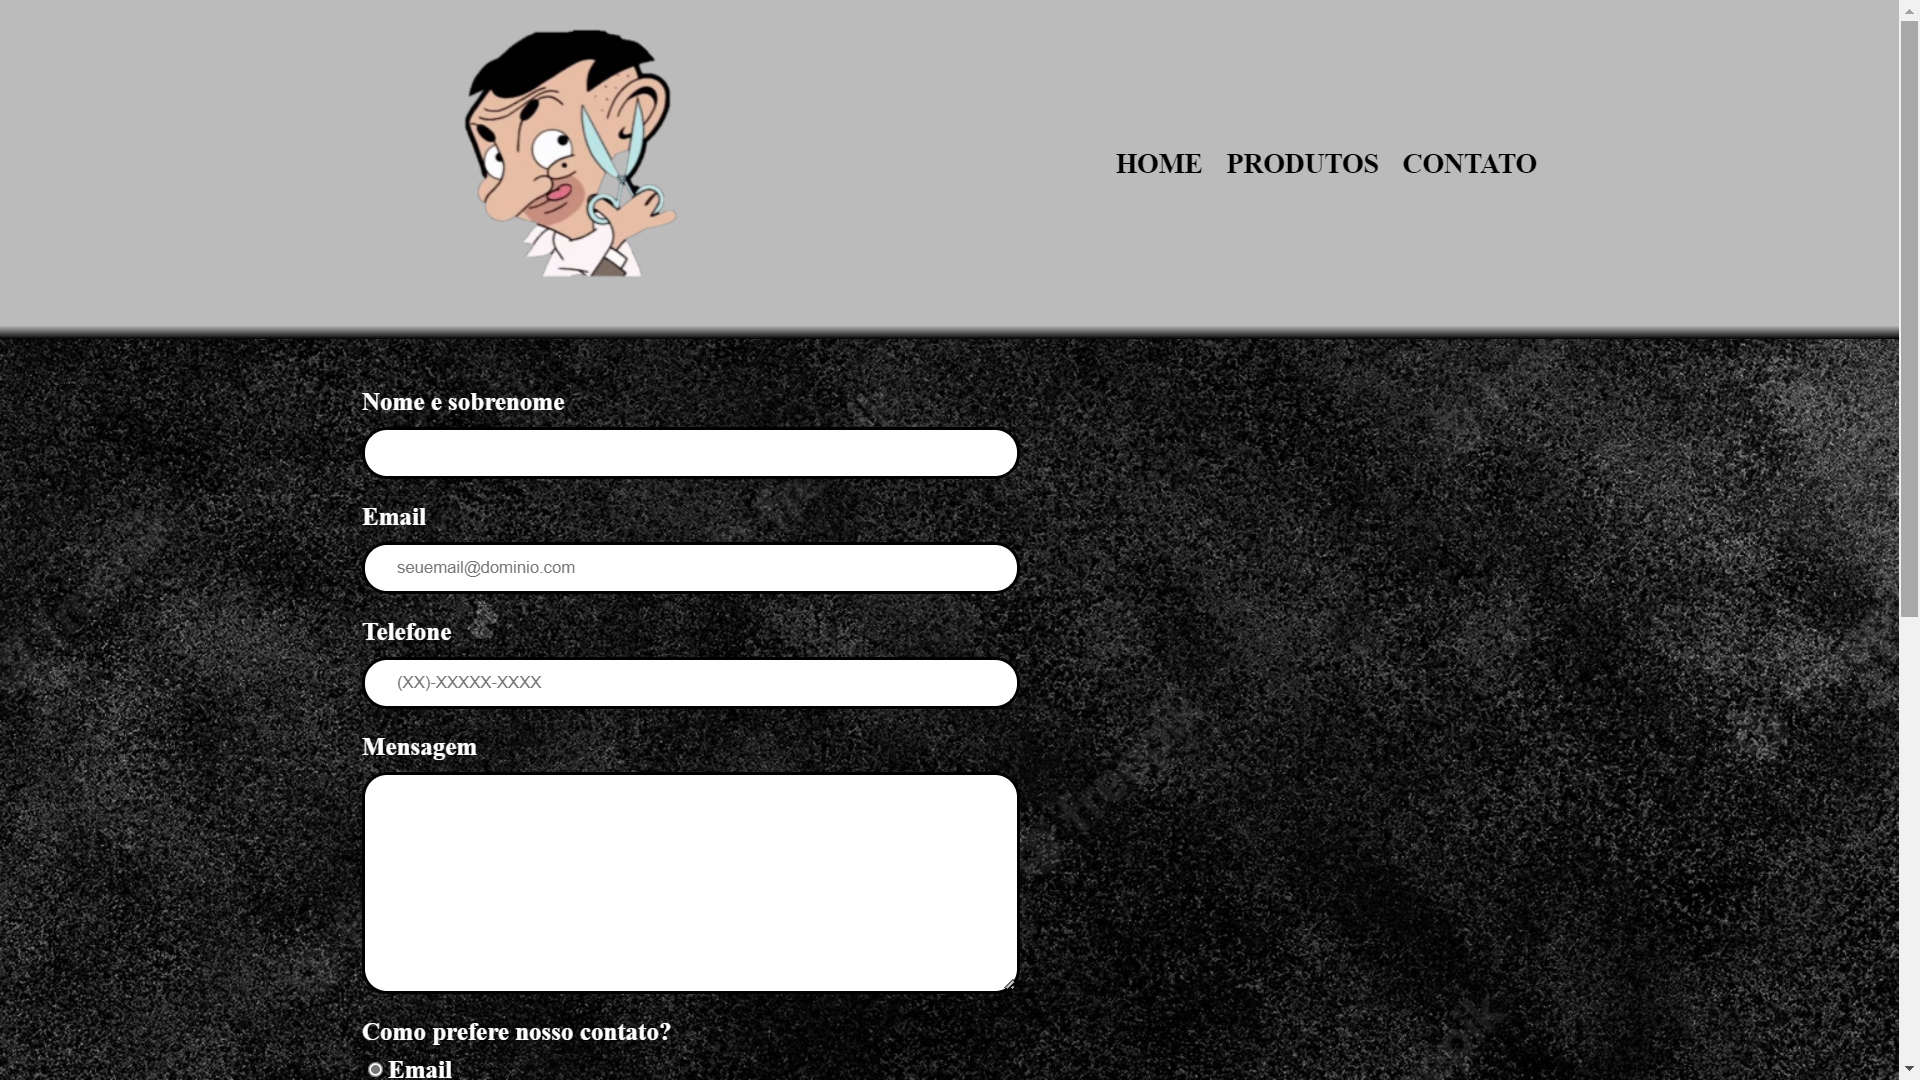 HOME PRODUTOS CONTATO
Nome e sobrenome
Email
seuemail@dominio.com
Telefone
(XX)-XXXXX-XXXX
Mensagem
Como prefere nosso contato?
Email